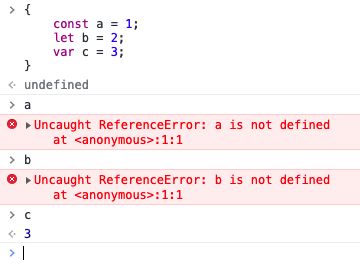 > {
    const a = 1;
    let b = 2;
    var c = 3;
}
undefined
> a
Uncaught ReferenceError: a is not defined
    at <anonymous>:1:1
> b
Uncaught ReferenceError: b is not defined
    at <anonymous>:1:1
> c
3
>